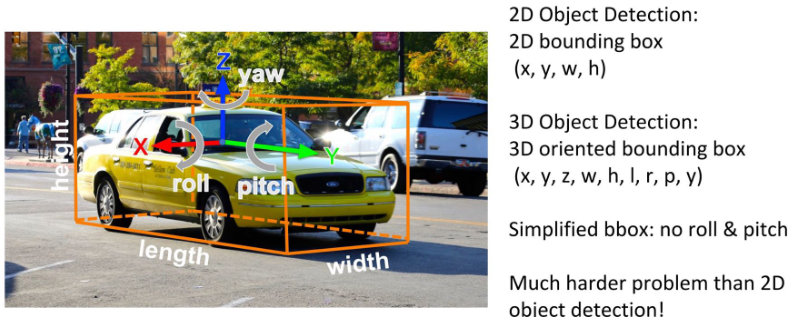 Z
yaw
X
Y
height
roll
pitch
length
width
2D Object Detection:
2D bounding box
(x, y, w, h)
3D Object Detection:
3D oriented bounding box
(x, y, z, w, h, l, r, p, y)
Simplified bbox: no roll & pitch
Much harder problem than 2D
object detection!